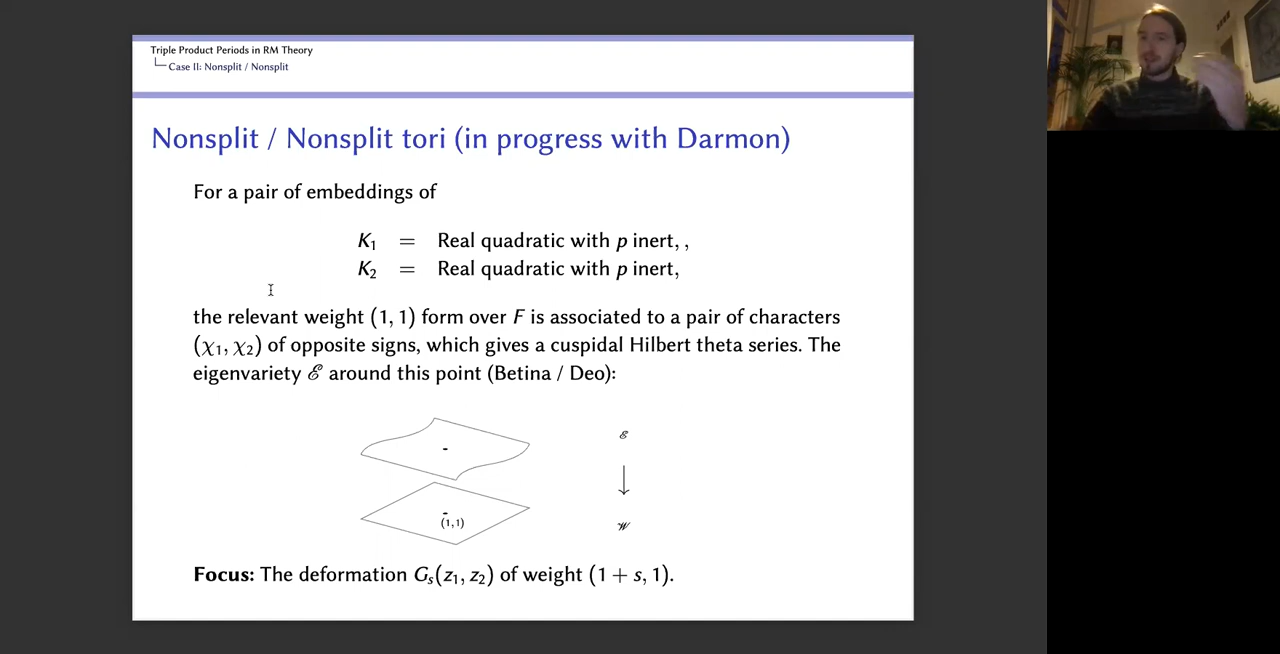 Triple Product Periods in RM Theory
Case II: Nonsplit / Nonsplit
Nonsplit / Nonsplit tori (in progress with Darmon)
For a pair of embeddings of
K₁ = Real quadratic with p inert, ,
K₂ = Real quadratic with p inert,
the relevant weight (1, 1) form over F is associated to a pair of characters
(χ₁, χ₂) of opposite signs, which gives a cuspidal Hilbert theta series. The
eigenvariety ℰ around this point (Betina / Deo):
ℰ
(1,1)
𝒲
Focus: The deformation Gₛ(z₁, z₂) of weight (1 + s, 1).